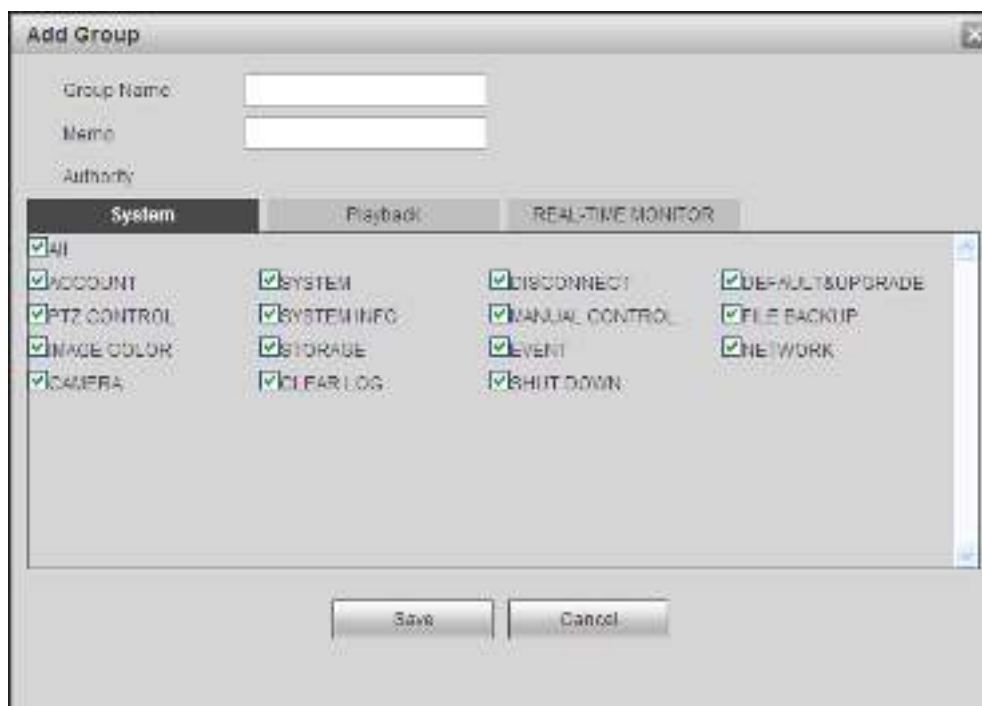 Add Group
Group Name
Memo
Authority
System Playback REAL-TIME MONITOR
All
ACCOUNT SYSTEM DISCONNECT DEFAULT&UPGRADE
PTZ CONTROL SYSTEM INFO MANUAL CONTROL FILE BACKUP
IMAGE COLOR STORAGE EVENT NETWORK
CAMERA CLEAR LOG SHUT DOWN
Save Cancel